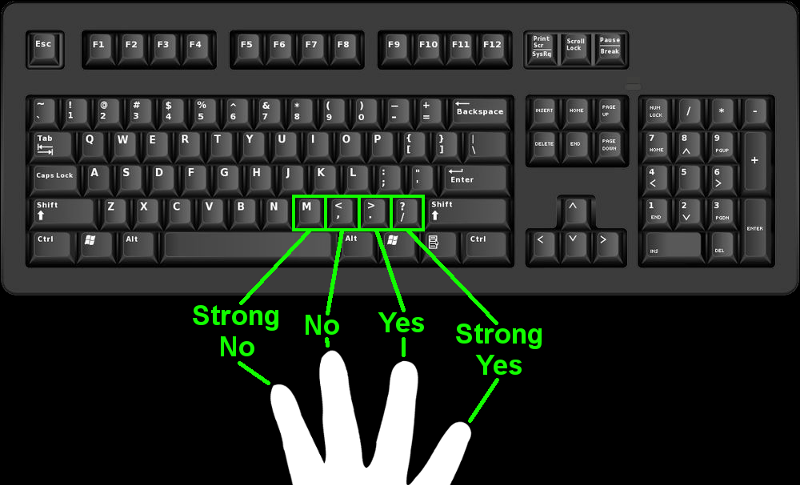 Esc F1 F2 F3 F4 F5 F6 F7 F8 F9 F10 F11 F12 Print Scr SysRq Scroll Lock Pause Break
~ ` ! 1 @ 2 # 3 $ 4 % 5 ^ 6 & 7 * 8 ( 9 ) 0 - – + = Backspace INSERT HOME PAGE UP NUM LOCK / * -
Tab Q W E R T Y U I O P { [ } ] | \ DELETE END PAGE DOWN 7 HOME 8 9 PGUP +
Caps Lock A S D F G H J K L : ; " ' Enter 4 5 6
Shift Z X C V B N M < , > . ? / Shift 1 END 2 3 PGDN ENTER
Ctrl Alt Alt Ctrl INS DEL
Strong No
No
Yes
Strong Yes